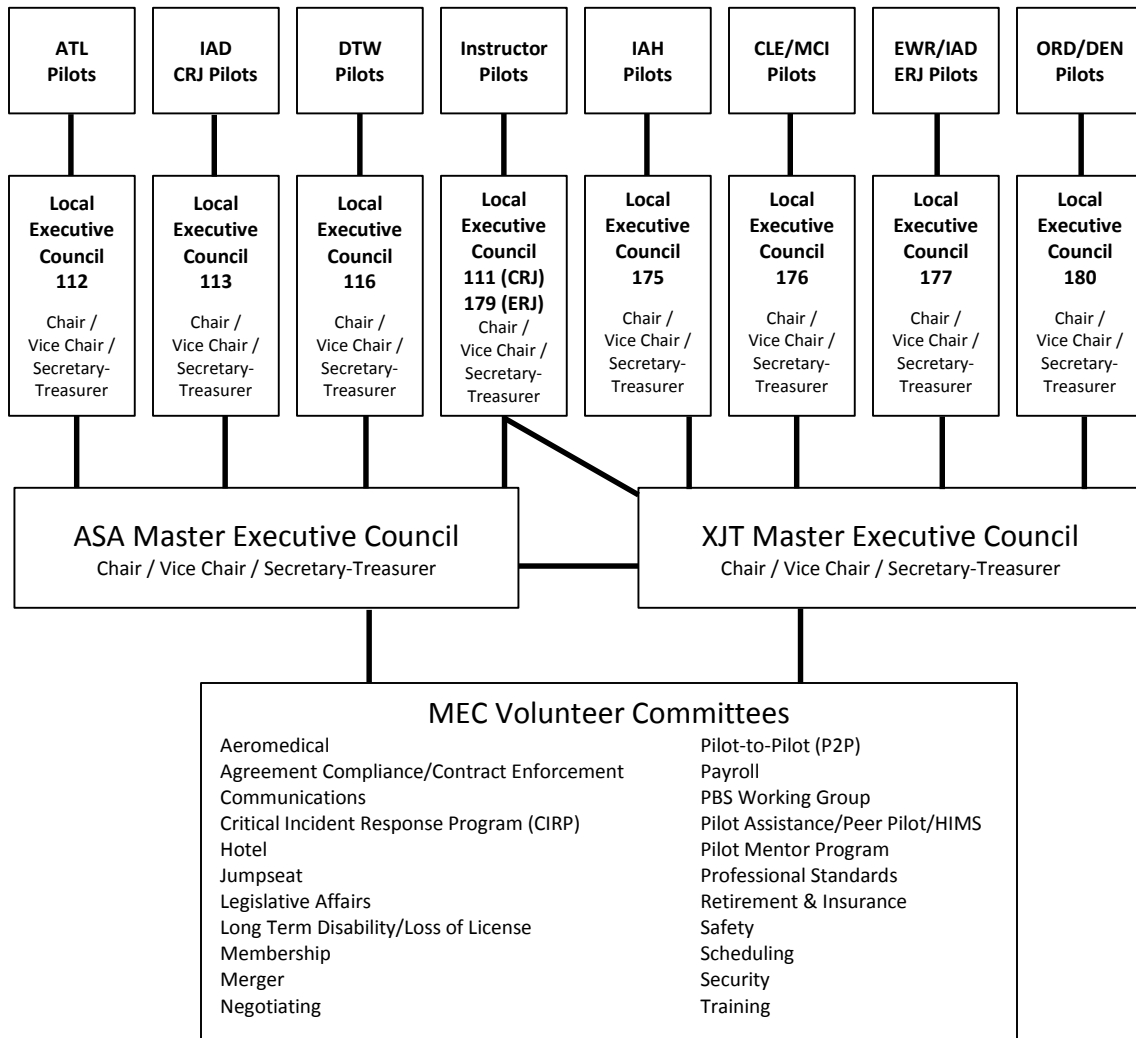 ATL
Pilots
IAD
CRJ Pilots
DTW
Pilots
Instructor
Pilots
IAH
Pilots
CLE/MCI
Pilots
EWR/IAD
ERJ Pilots
ORD/DEN
Pilots
Local
Executive
Council
112
Chair /
Vice Chair /
Secretary-
Treasurer
Local
Executive
Council
113
Chair /
Vice Chair /
Secretary-
Treasurer
Local
Executive
Council
116
Chair /
Vice Chair /
Secretary-
Treasurer
Local
Executive
Council
111 (CRJ)
179 (ERJ)
Chair /
Vice Chair /
Secretary-
Treasurer
Local
Executive
Council
175
Chair /
Vice Chair /
Secretary-
Treasurer
Local
Executive
Council
176
Chair /
Vice Chair /
Secretary-
Treasurer
Local
Executive
Council
177
Chair /
Vice Chair /
Secretary-
Treasurer
Local
Executive
Council
180
Chair /
Vice Chair /
Secretary-
Treasurer
ASA Master Executive Council
Chair / Vice Chair / Secretary-Treasurer
XJT Master Executive Council
Chair / Vice Chair / Secretary-Treasurer
MEC Volunteer Committees
Aeromedical
Agreement Compliance/Contract Enforcement
Communications
Critical Incident Response Program (CIRP)
Hotel
Jumpseat
Legislative Affairs
Long Term Disability/Loss of License
Membership
Merger
Negotiating
Pilot-to-Pilot (P2P)
Payroll
PBS Working Group
Pilot Assistance/Peer Pilot/HIMS
Pilot Mentor Program
Professional Standards
Retirement & Insurance
Safety
Scheduling
Security
Training